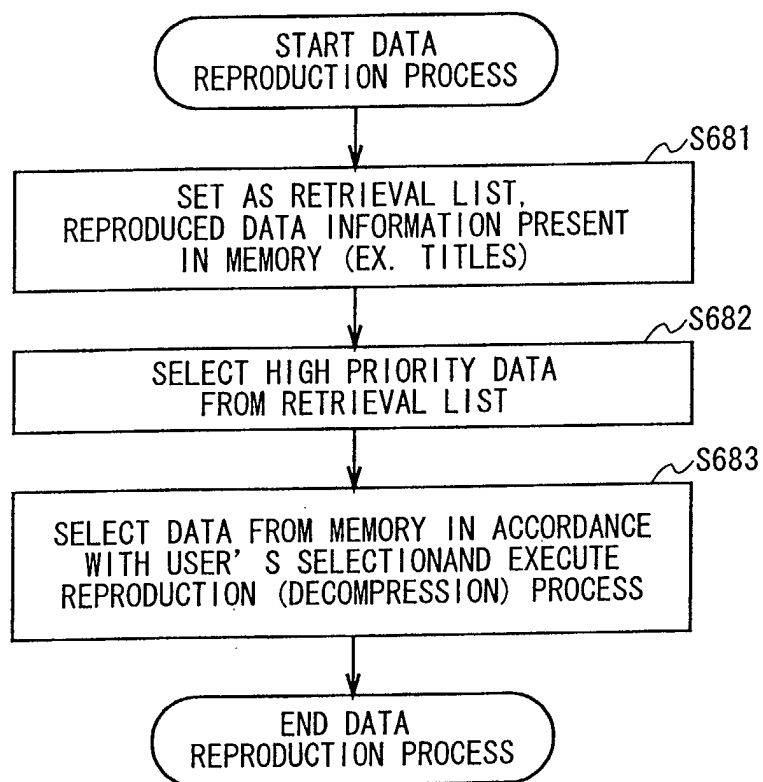 START DATA
REPRODUCTION PROCESS
S681
SET AS RETRIEVAL LIST,
REPRODUCED DATA INFORMATION PRESENT
IN MEMORY (EX. TITLES)
S682
SELECT HIGH PRIORITY DATA
FROM RETRIEVAL LIST
S683
SELECT DATA FROM MEMORY IN ACCORDANCE
WITH USER' S SELECTIONAND EXECUTE
REPRODUCTION (DECOMPRESSION) PROCESS
END DATA
REPRODUCTION PROCESS